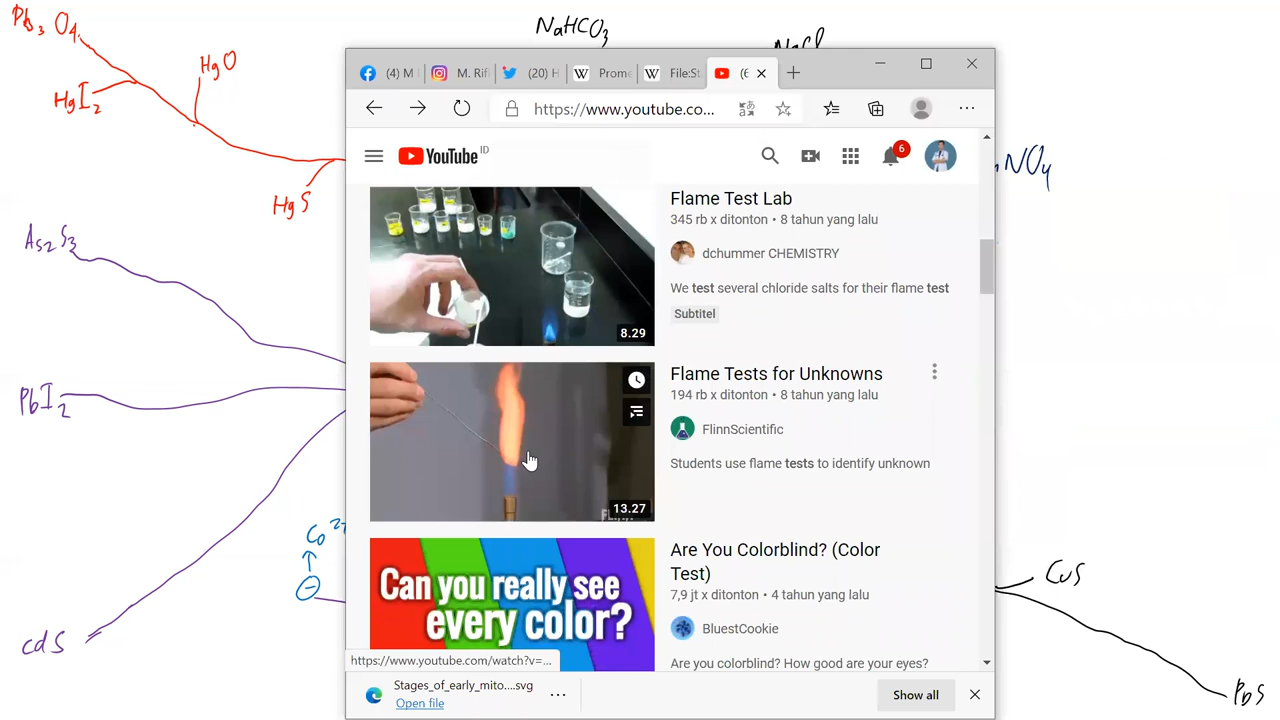 Pb3O4
HgI2
HgO
HgS
As2S3
PbI2
CdS
Co2+
NaHCO3
NaCl
NO4
CuS
PbS
(4) M
M. Rif
(20) H
Prome
File:St
(6
https://www.youtube.co...
YouTube ID
6
Flame Test Lab
345 rb x ditonton • 8 tahun yang lalu
dchummer CHEMISTRY
We test several chloride salts for their flame test
Subtitel
8.29
Flame Tests for Unknowns
194 rb x ditonton • 8 tahun yang lalu
FlinnScientific
Students use flame tests to identify unknown
13.27
Are You Colorblind? (Color
Test)
7,9 jt x ditonton • 4 tahun yang lalu
BluestCookie
Are you colorblind? How good are your eyes?
Can you really see
every color?
https://www.youtube.com/watch?v=...
Stages_of_early_mito....svg
Open file
Show all